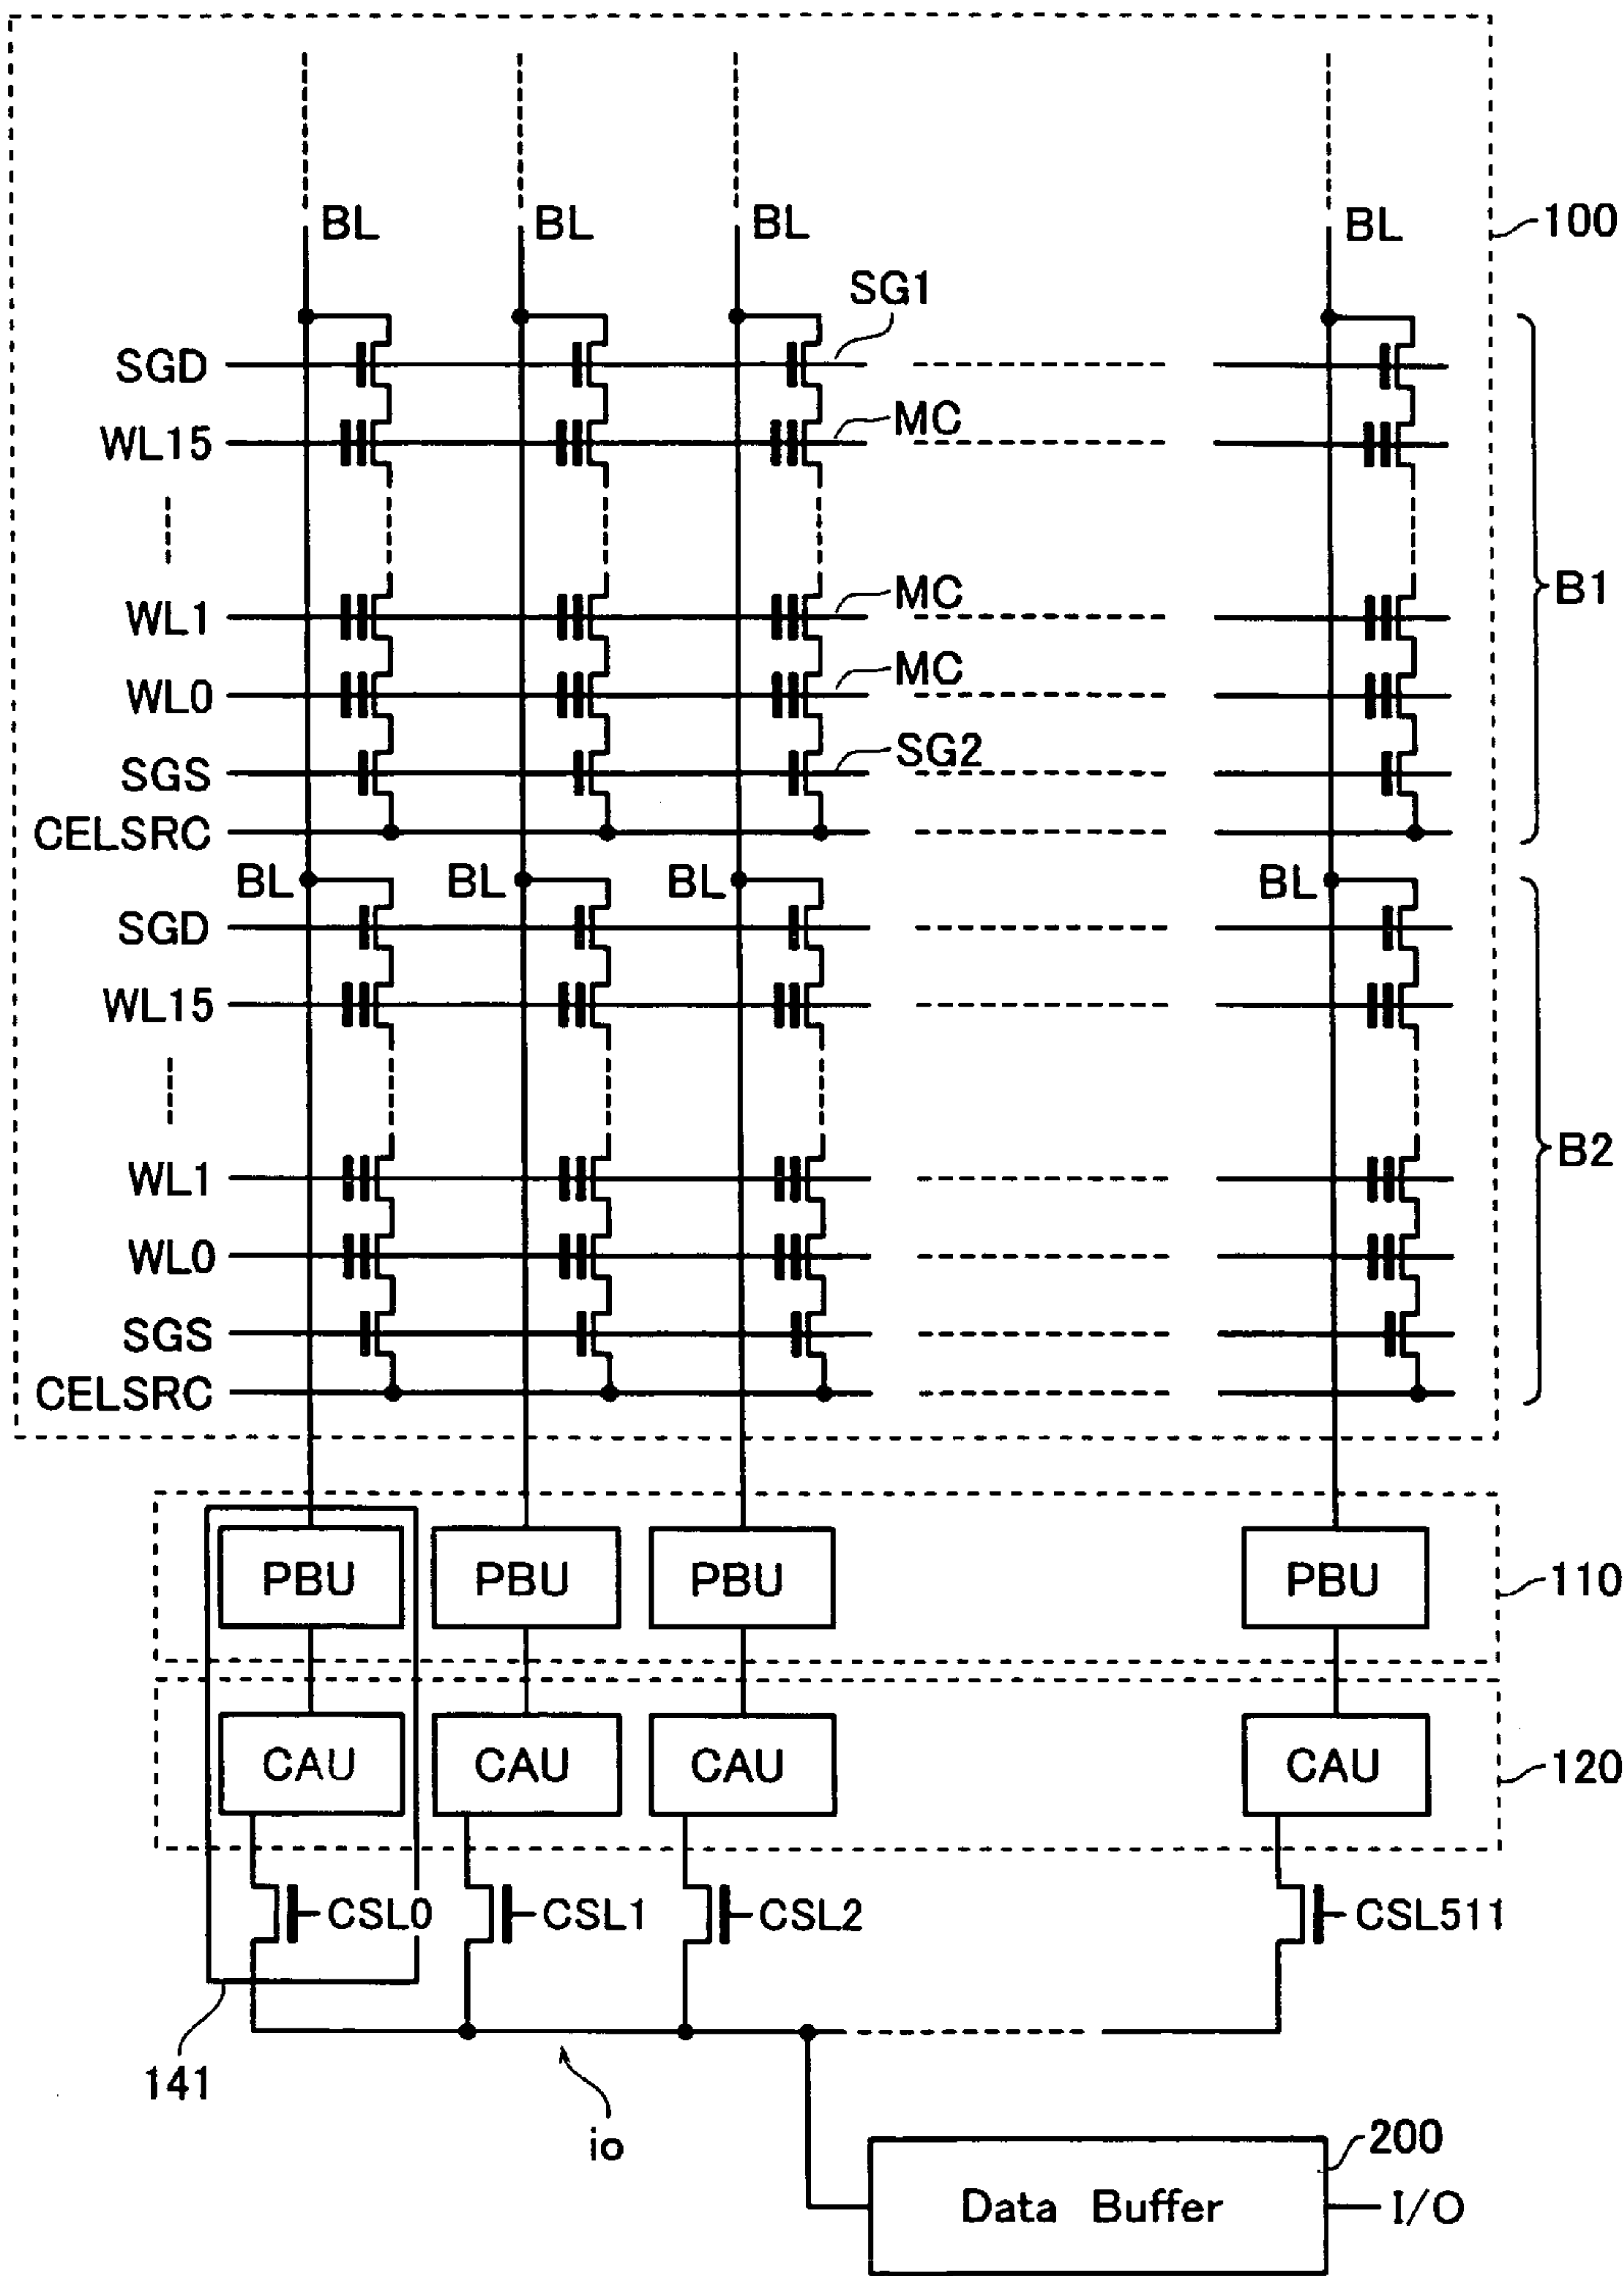 BL BL BL BL
100
SG1
SGD
WL15 MC
B1
WL1 MC
WL0 MC
SGS SG2
CELSRC
BL BL BL BL
SGD
WL15
B2
WL1
WL0
SGS
CELSRC
PBU PBU PBU PBU 110
CAU CAU CAU CAU 120
CSL0 CSL1 CSL2 CSL511
141
io
200
Data Buffer I/O